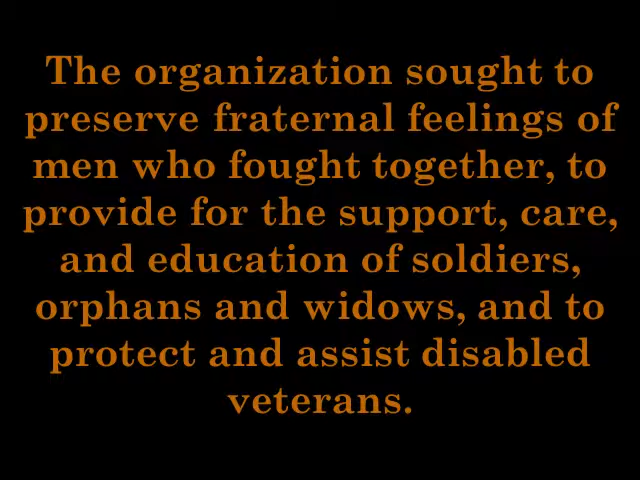 The organization sought to
preserve fraternal feelings of
men who fought together, to
provide for the support, care,
and education of soldiers,
orphans and widows, and to
protect and assist disabled
veterans.